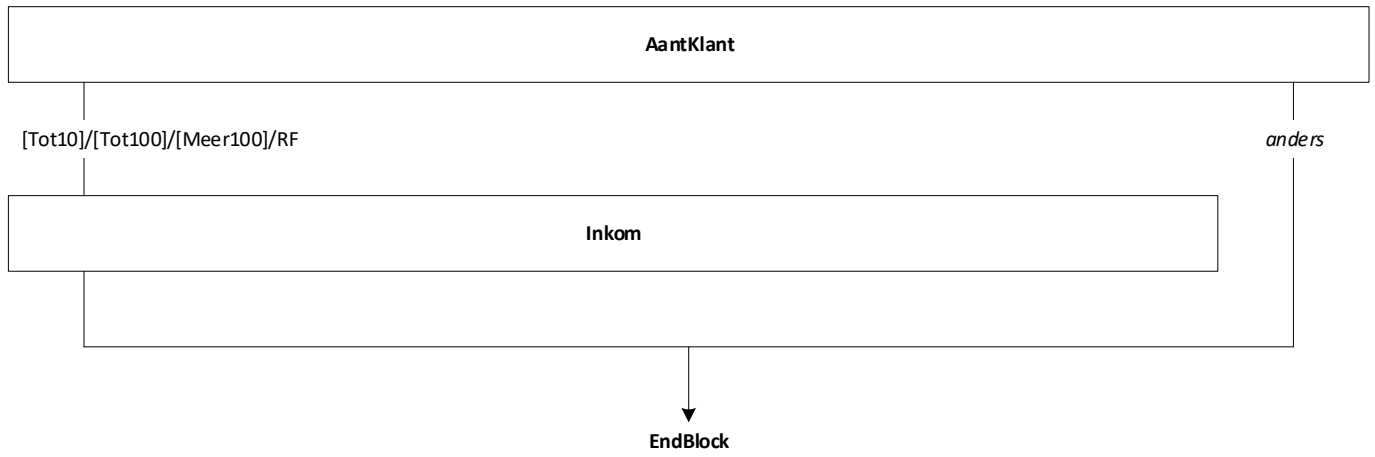 AantKlant
[Tot10]/[Tot100]/[Meer100]/RF
anders
Inkom
EndBlock